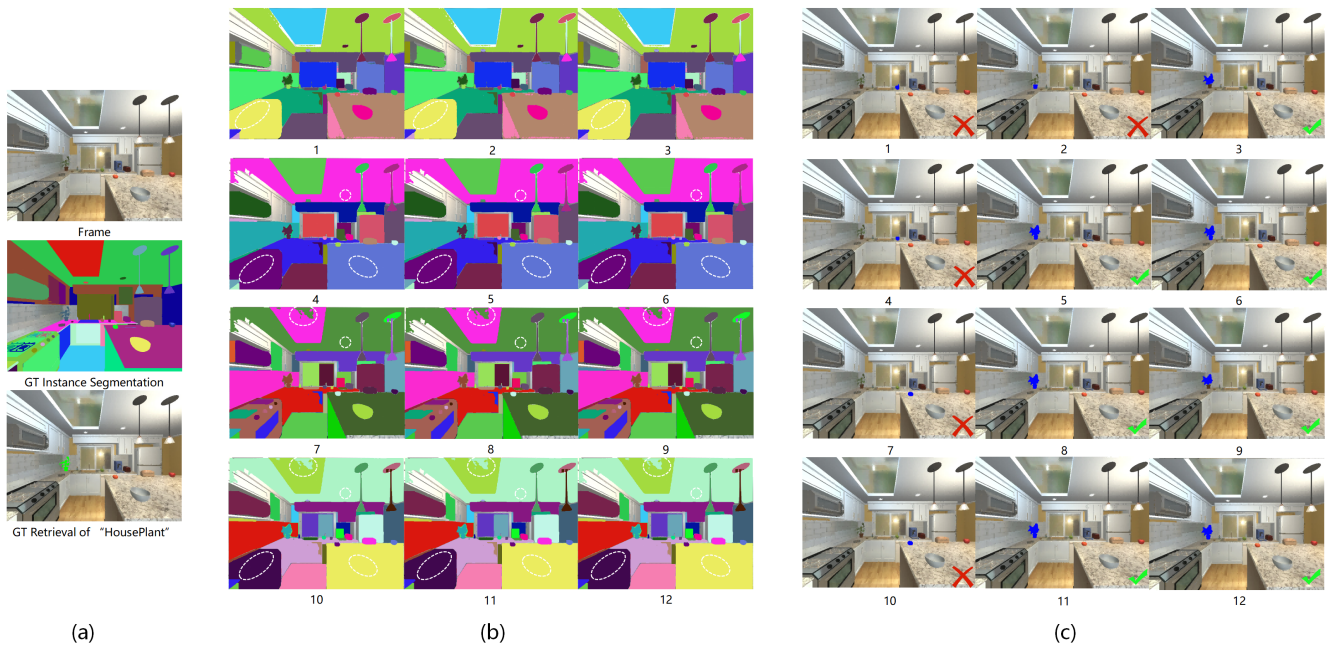 Frame
GT Instance Segmentation
GT Retrieval of “HousePlant”
(a)
1 2 3
4 5 6
7 8 9
10 11 12
(b)
1 2 3
4 5 6
7 8 9
10 11 12
(c)